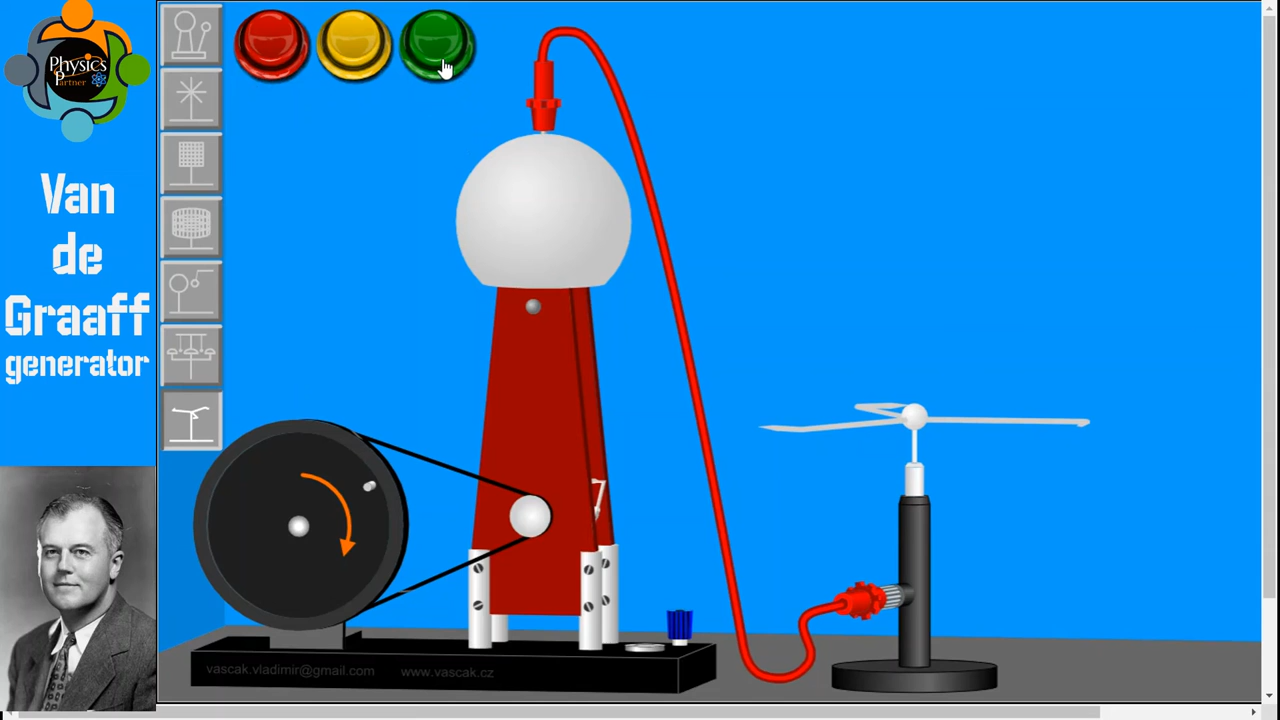 Physics
Partner
Van
de
Graaff
generator
vascak.vladimir@gmail.com www.vascak.cz